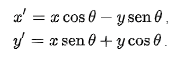 x′ = x cos θ − y sen θ ,
y′ = x sen θ + y cos θ .